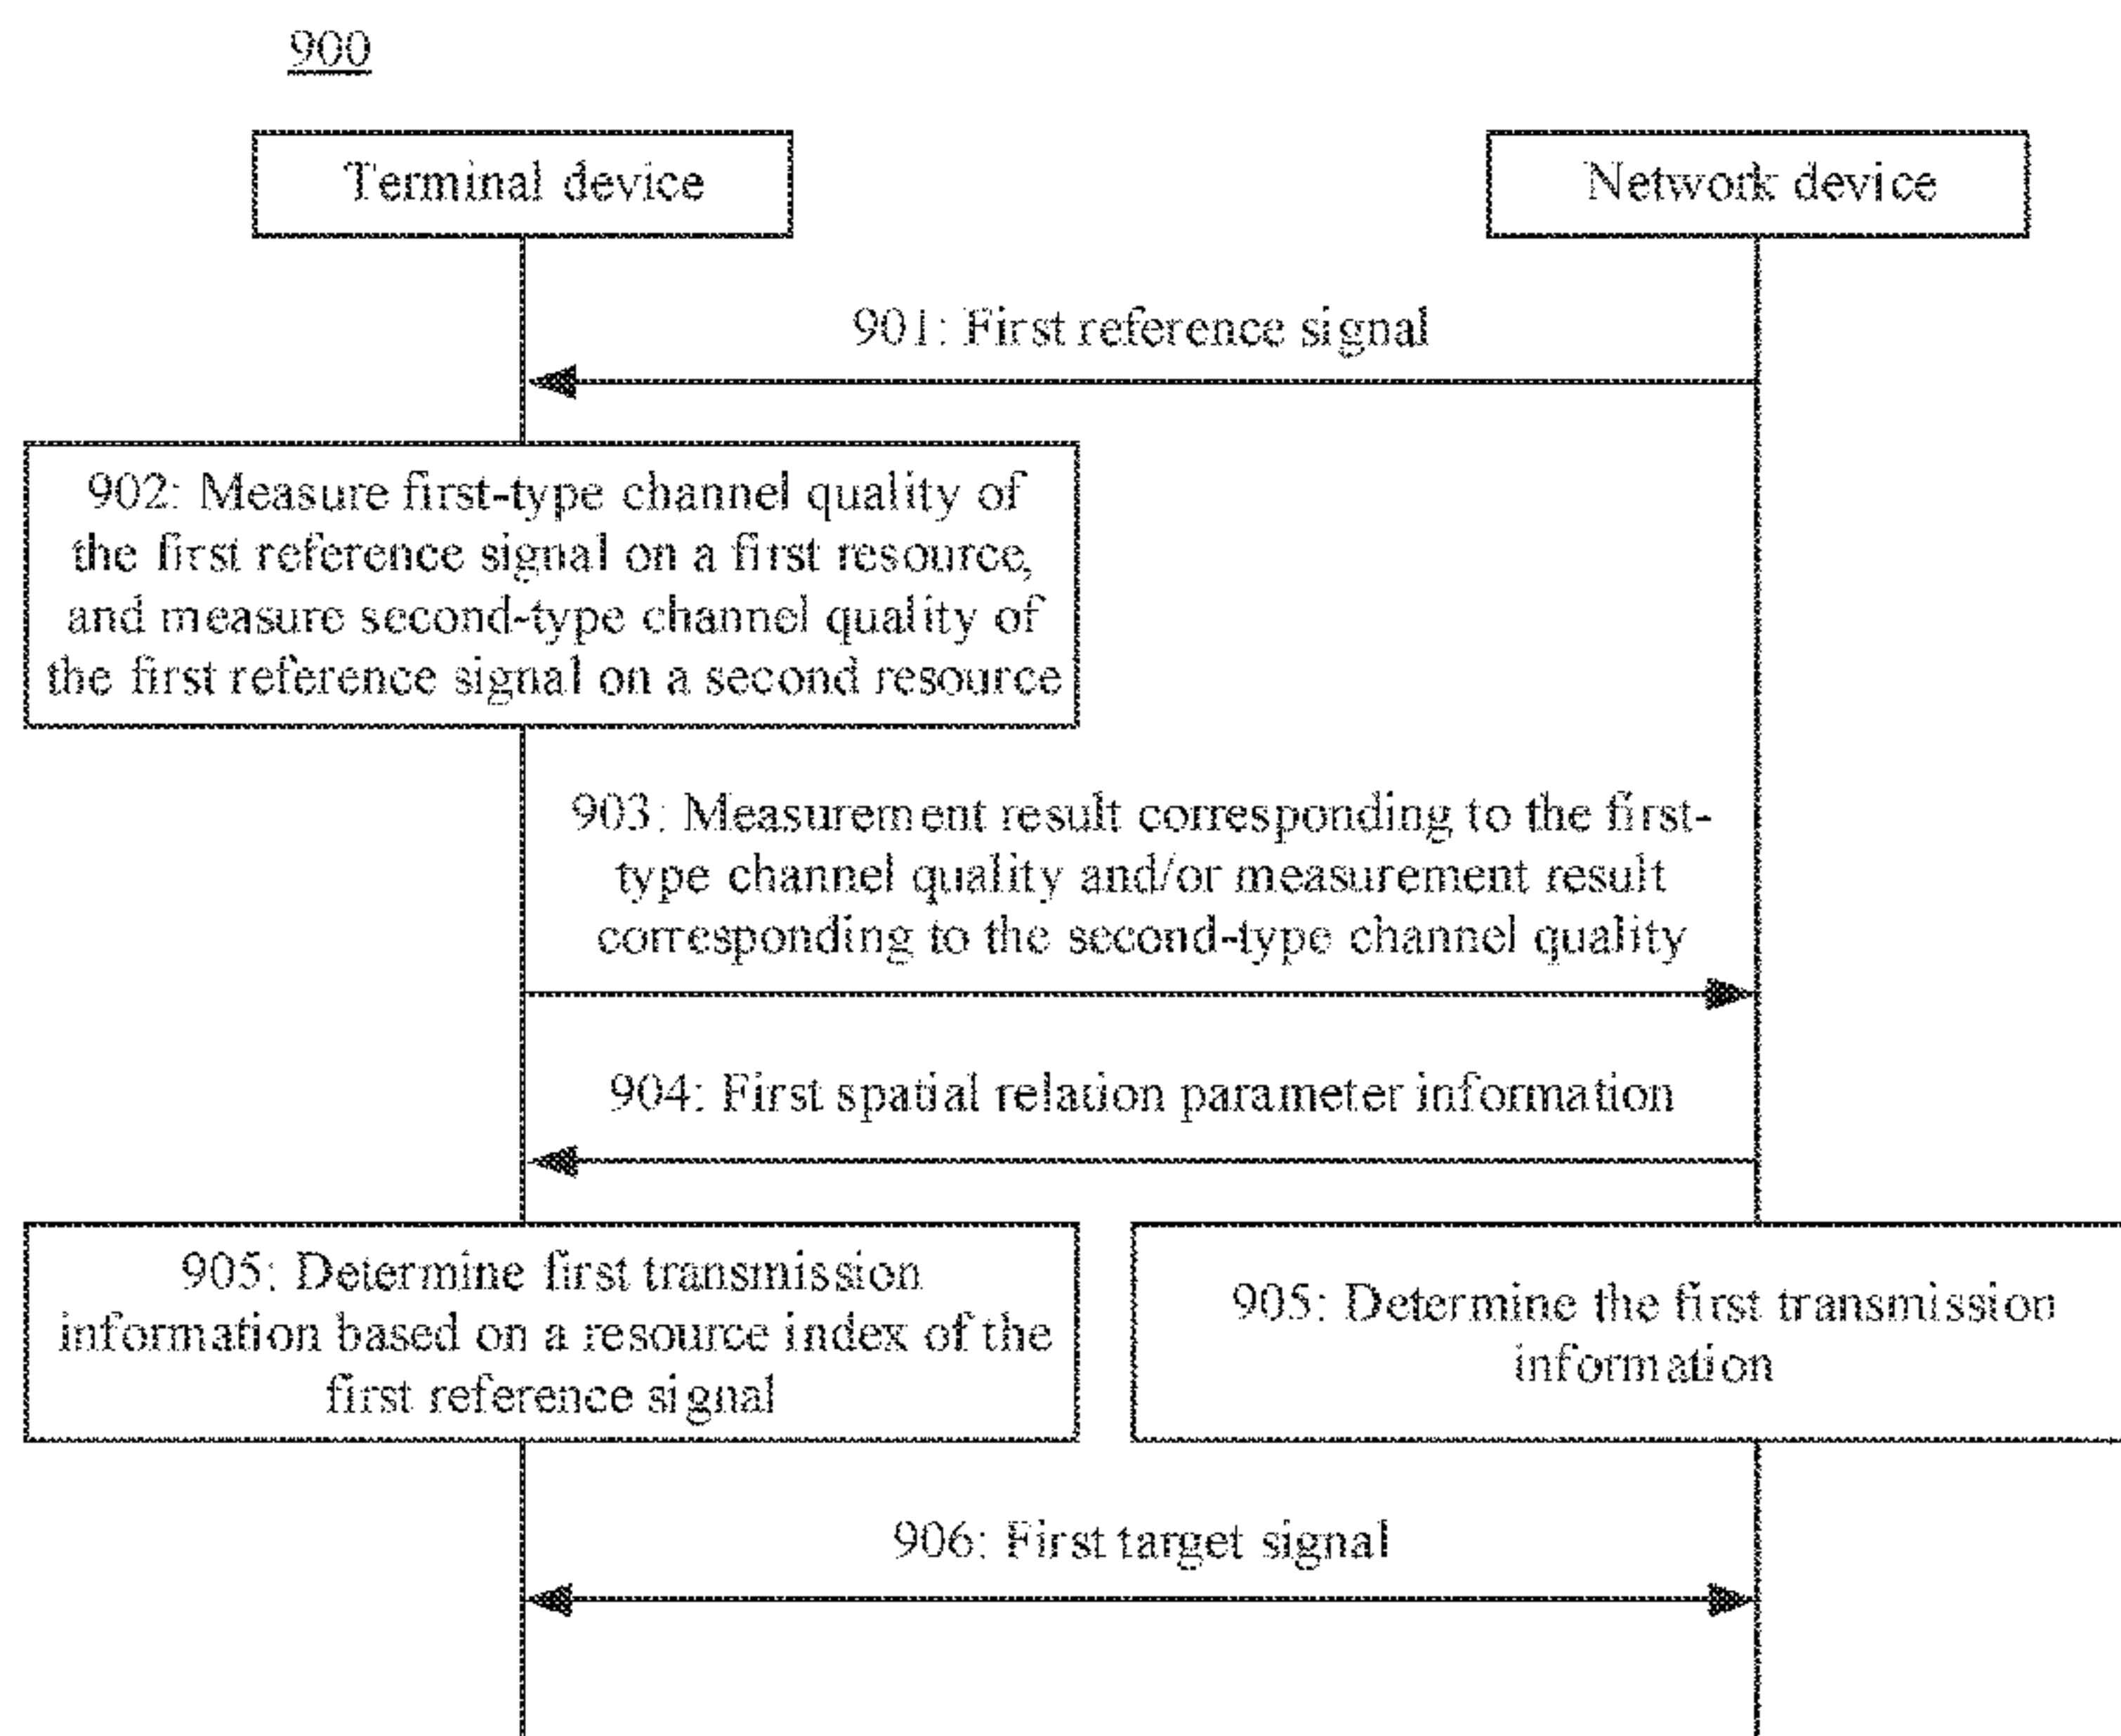 900
Terminal device
Network device
901: First reference signal
902: Measure first-type channel quality of
the first reference signal on a first resource,
and measure second-type channel quality of
the first reference signal on a second resource
903: Measurement result corresponding to the first-
type channel quality and/or measurement result
corresponding to the second-type channel quality
904: First spatial relation parameter information
905: Determine first transmission
information based on a resource index of the
first reference signal
905: Determine the first transmission
information
906: First target signal